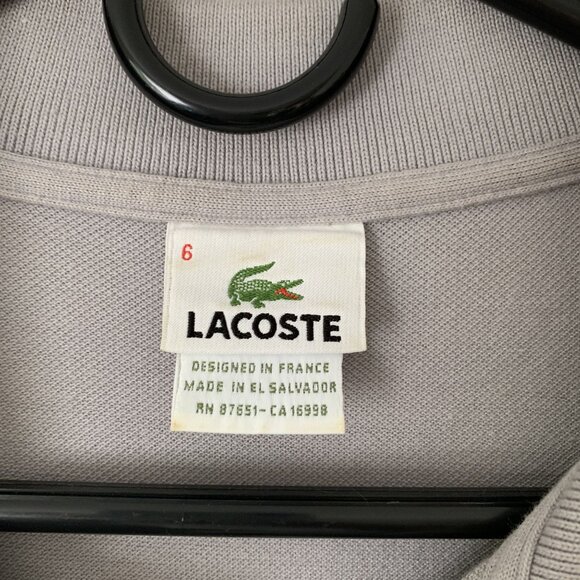 6
LACOSTE
DESIGNED IN FRANCE
MADE IN EL SALVADOR
RN 87651-CA 16998